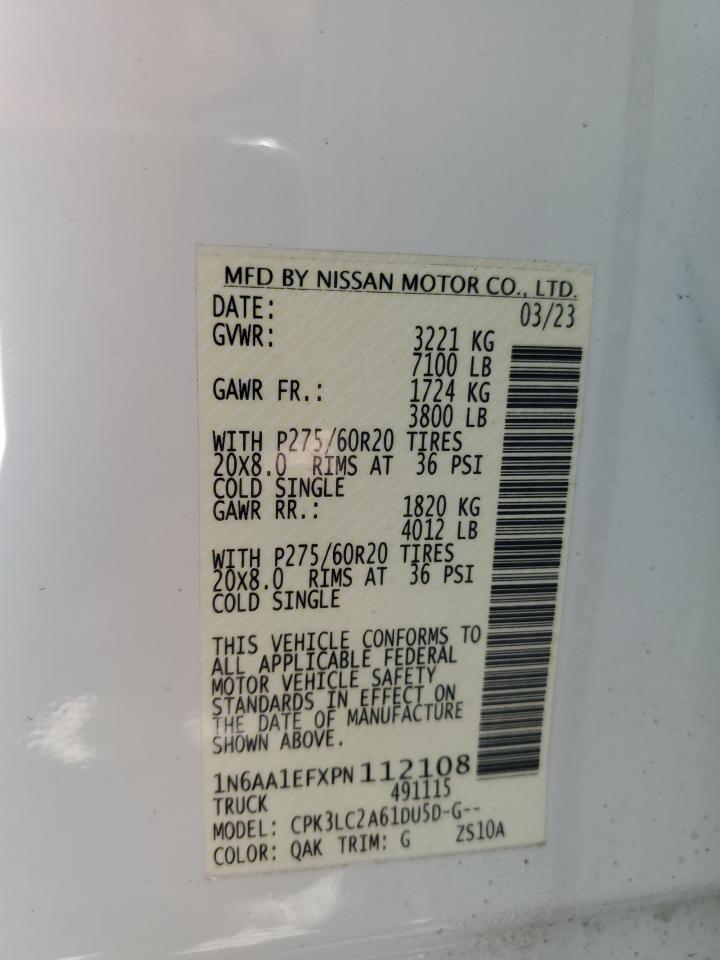 MFD BY NISSAN MOTOR CO., LTD.
DATE: 03/23
GVWR: 3221 KG
7100 LB
GAWR FR.: 1724 KG
3800 LB
WITH P275/60R20 TIRES
20X8.0 RIMS AT 36 PSI
COLD SINGLE
GAWR RR.: 1820 KG
4012 LB
WITH P275/60R20 TIRES
20X8.0 RIMS AT 36 PSI
COLD SINGLE
THIS VEHICLE CONFORMS TO
ALL APPLICABLE FEDERAL
MOTOR VEHICLE SAFETY
STANDARDS IN EFFECT ON
THE DATE OF MANUFACTURE
SHOWN ABOVE.
1N6AA1EFXPN 112108
TRUCK 491115
MODEL: CPK3LC2A61DU5D-G--
COLOR: QAK TRIM: G ZS10A